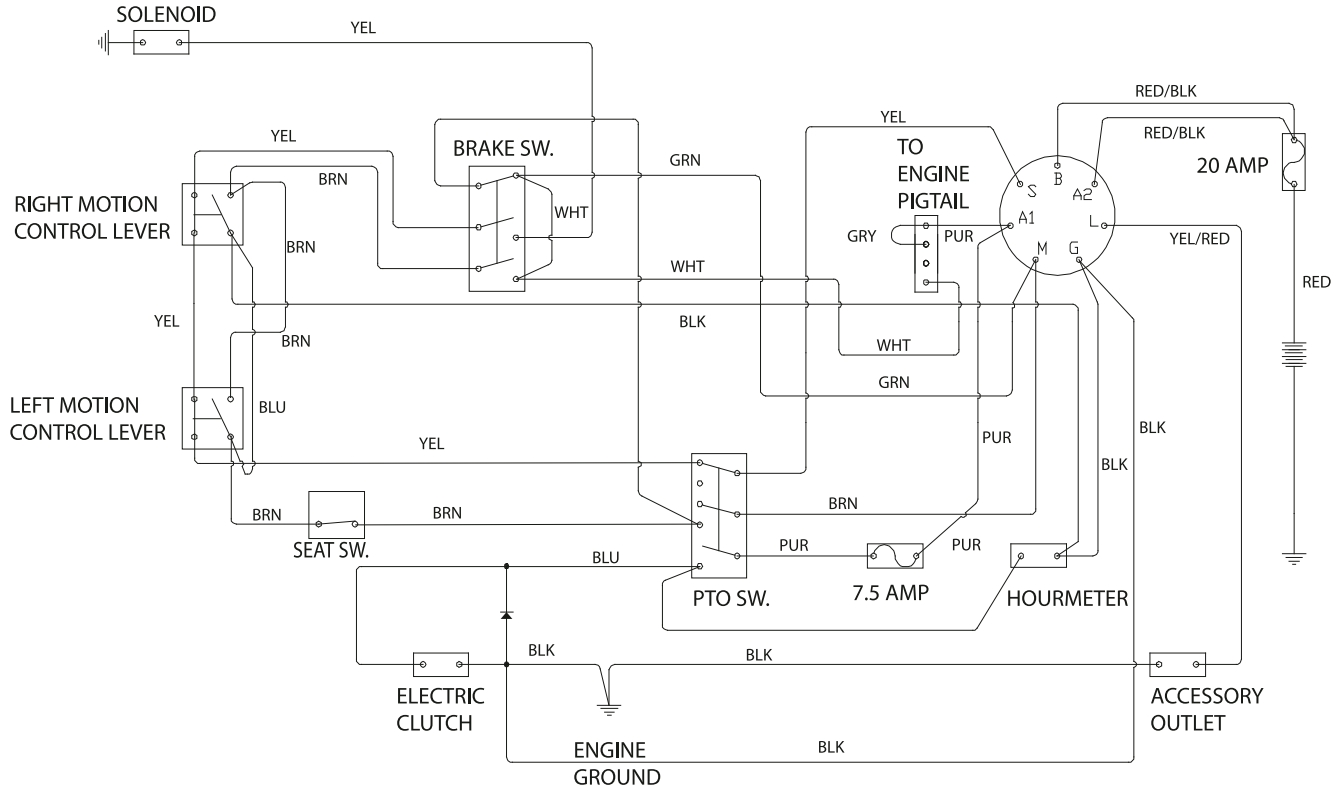 SOLENOID
YEL
RED/BLK
YEL
RED/BLK
YEL
BRAKE SW.
GRN
TO
ENGINE
PIGTAIL
20 AMP
BRN
S
B
A2
RIGHT MOTION
CONTROL LEVER
WHT
A1
L
GRY
PUR
YEL/RED
BRN
M
G
WHT
RED
YEL
BLK
BRN
WHT
GRN
LEFT MOTION
CONTROL LEVER
BLU
YEL
PUR
BLK
BLK
BRN
BRN
BRN
SEAT SW.
PUR
PUR
BLU
PTO SW.
7.5 AMP
HOURMETER
BLK
BLK
ELECTRIC
CLUTCH
ACCESSORY
OUTLET
ENGINE
GROUND
BLK